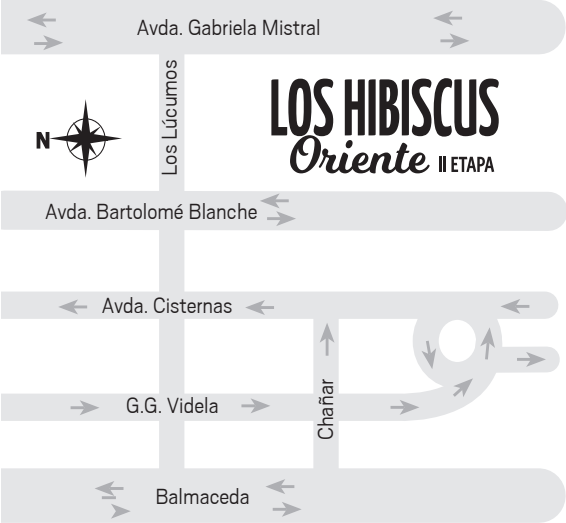 Avda. Gabriela Mistral
Los Lúcumos
LOS HIBISCUS
Oriente II ETAPA
N
Avda. Bartolomé Blanche
Avda. Cisternas
G.G. Videla
Chañar
Balmaceda